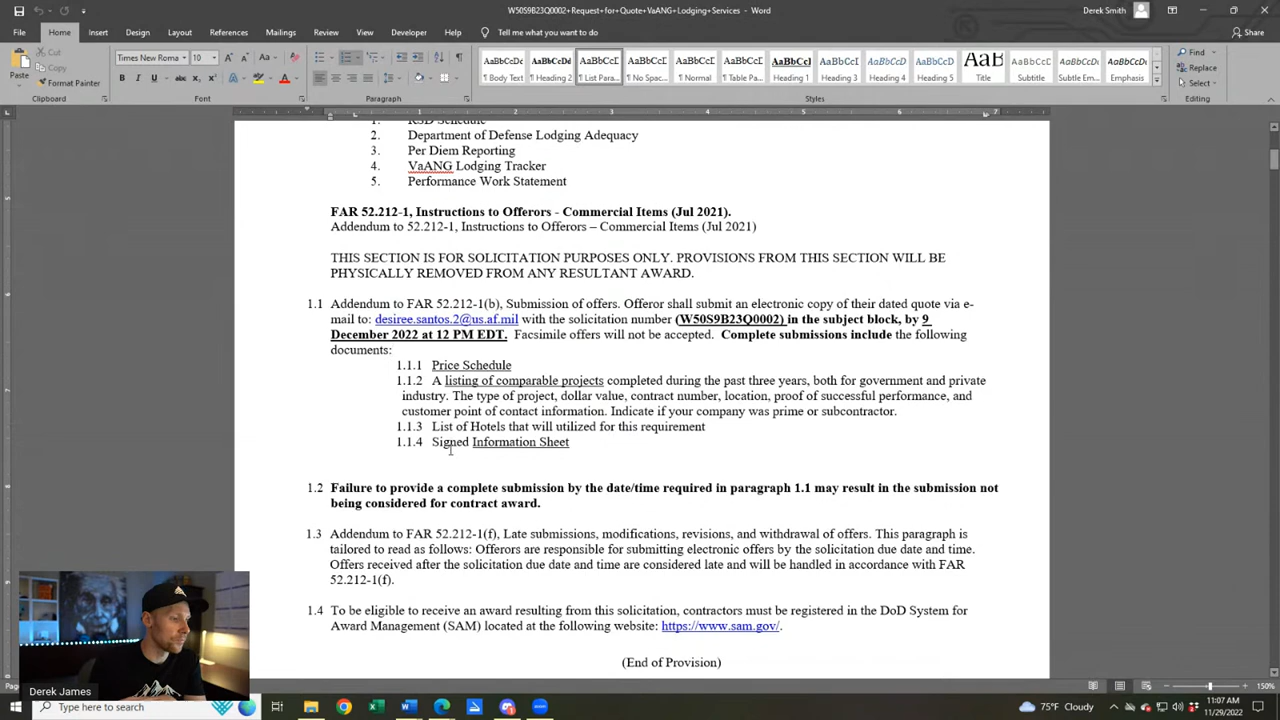 W50S9B23Q0002+Request+for+Quote+VaANG+Lodging+Services - Word
Derek Smith
File Home Insert Draw Design Layout References Mailings Review View Developer Help Tell me what you want to do
Share
Paste
Cut
Copy
Format Painter
Clipboard
Times New Roma 10
Font
Paragraph
AaBbCcDc AaBbCcDd AaBbCcDc AaBbCcDc AaBbCcDc AaBbCcDc AaBbCcI AaBbCcDc AaBbCcDc AaBbCcDc AaBb AaBbCcDc AaBbCcDc AaBbCcDc
¶ Body Text ¶ Heading 2 ¶ List Para... ¶ No Spac... ¶ Normal ¶ Table Pa... Heading 1 Heading 3 Heading 4 Heading 5 Title Subtitle Subtle Em... Emphasis
Styles
Find
Replace
Select
Editing
1. RSD Schedule
2. Department of Defense Lodging Adequacy
3. Per Diem Reporting
4. VaANG Lodging Tracker
5. Performance Work Statement
FAR 52.212-1, Instructions to Offerors - Commercial Items (Jul 2021).
Addendum to 52.212-1, Instructions to Offerors – Commercial Items (Jul 2021)
THIS SECTION IS FOR SOLICITATION PURPOSES ONLY. PROVISIONS FROM THIS SECTION WILL BE
PHYSICALLY REMOVED FROM ANY RESULTANT AWARD.
1.1 Addendum to FAR 52.212-1(b), Submission of offers. Offeror shall submit an electronic copy of their dated quote via e-
mail to: desiree.santos.2@us.af.mil with the solicitation number (W50S9B23Q0002) in the subject block, by 9
December 2022 at 12 PM EDT. Facsimile offers will not be accepted. Complete submissions include the following
documents:
1.1.1 Price Schedule
1.1.2 A listing of comparable projects completed during the past three years, both for government and private
industry. The type of project, dollar value, contract number, location, proof of successful performance, and
customer point of contact information. Indicate if your company was prime or subcontractor.
1.1.3 List of Hotels that will utilized for this requirement
1.1.4 Signed Information Sheet
1.2 Failure to provide a complete submission by the date/time required in paragraph 1.1 may result in the submission not
being considered for contract award.
1.3 Addendum to FAR 52.212-1(f), Late submissions, modifications, revisions, and withdrawal of offers. This paragraph is
tailored to read as follows: Offerors are responsible for submitting electronic offers by the solicitation due date and time.
Offers received after the solicitation due date and time are considered late and will be handled in accordance with FAR
52.212-1(f).
1.4 To be eligible to receive an award resulting from this solicitation, contractors must be registered in the DoD System for
Award Management (SAM) located at the following website: https://www.sam.gov/.
(End of Provision)
Derek James
150%
Type here to search
75°F Cloudy
11:07 AM
11/29/2022